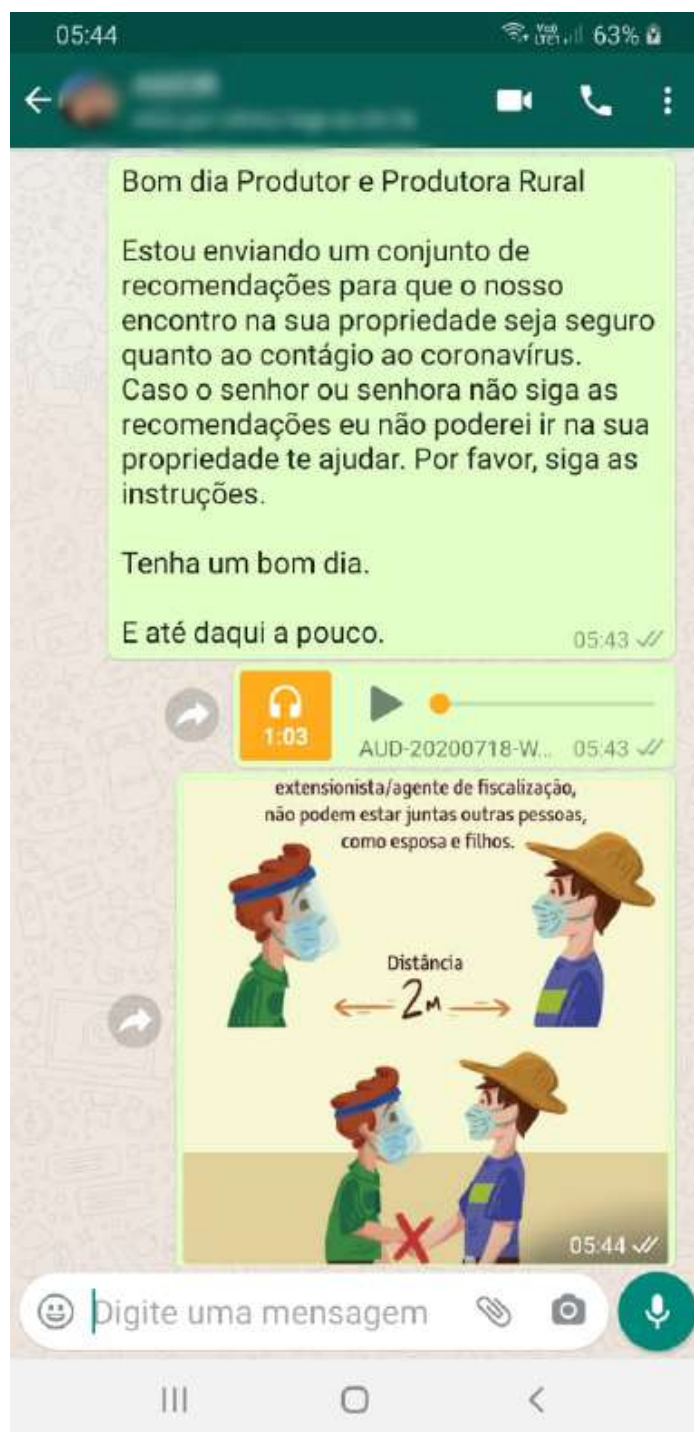 05:44
Vo)) LTE1 63%
Bom dia Produtor e Produtora Rural
Estou enviando um conjunto de
recomendações para que o nosso
encontro na sua propriedade seja seguro
quanto ao contágio ao coronavírus.
Caso o senhor ou senhora não siga as
recomendações eu não poderei ir na sua
propriedade te ajudar. Por favor, siga as
instruções.
Tenha um bom dia.
E até daqui a pouco.
05:43
1:03
AUD-20200718-W... 05:43
extensionista/agente de fiscalização,
não podem estar juntas outras pessoas,
como esposa e filhos.
Distância
2M
05:44
Digite uma mensagem